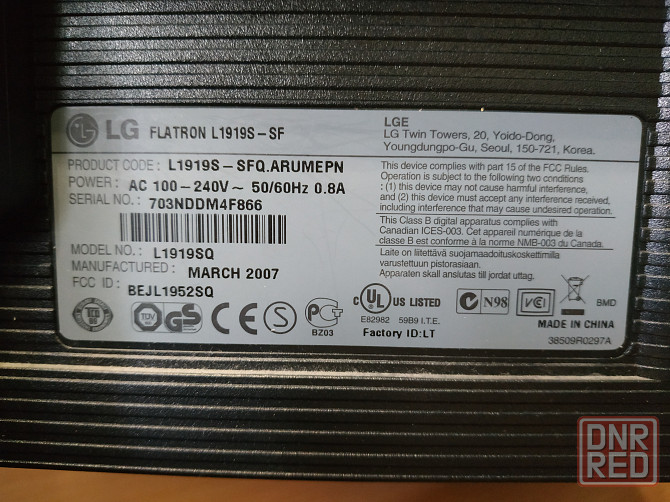 LG FLATRON L1919S-SF
LGE
LG Twin Towers, 20, Yoido-Dong,
Youngdungpo-Gu, Seoul, 150-721, Korea.
PRODUCT CODE : L1919S-SFQ.ARUMEPN
POWER : AC 100-240V~ 50/60Hz 0.8A
SERIAL NO. : 703NDDM4F866
MODEL NO. : L1919SQ
MANUFACTURED : MARCH 2007
FCC ID : BEJL1952SQ
This device complies with part 15 of the FCC Rules.
Operation is subject to the following two conditions
: (1) this device may not cause harmful interference,
and (2) this device must accept any interference received,
including interference that may cause undesired operation.
This Class B digital apparatus complies with
Canadian ICES-003. Cet appareil numérique de la
classe B est conforme à la norme NMB-003 du Canada.
Laite on liitettävä suojamaadoituskoskettimilla
varustettuun pistorasiaan.
Apparaten skall anslutas till jordat uttag.
TCO
TÜV GS CE S PC
BZ03
c UL US LISTED
E82982 59B9 I.T.E.
Factory ID:LT
C N98
VCI
BMD
MADE IN CHINA
38509R0297A
DNR
RED